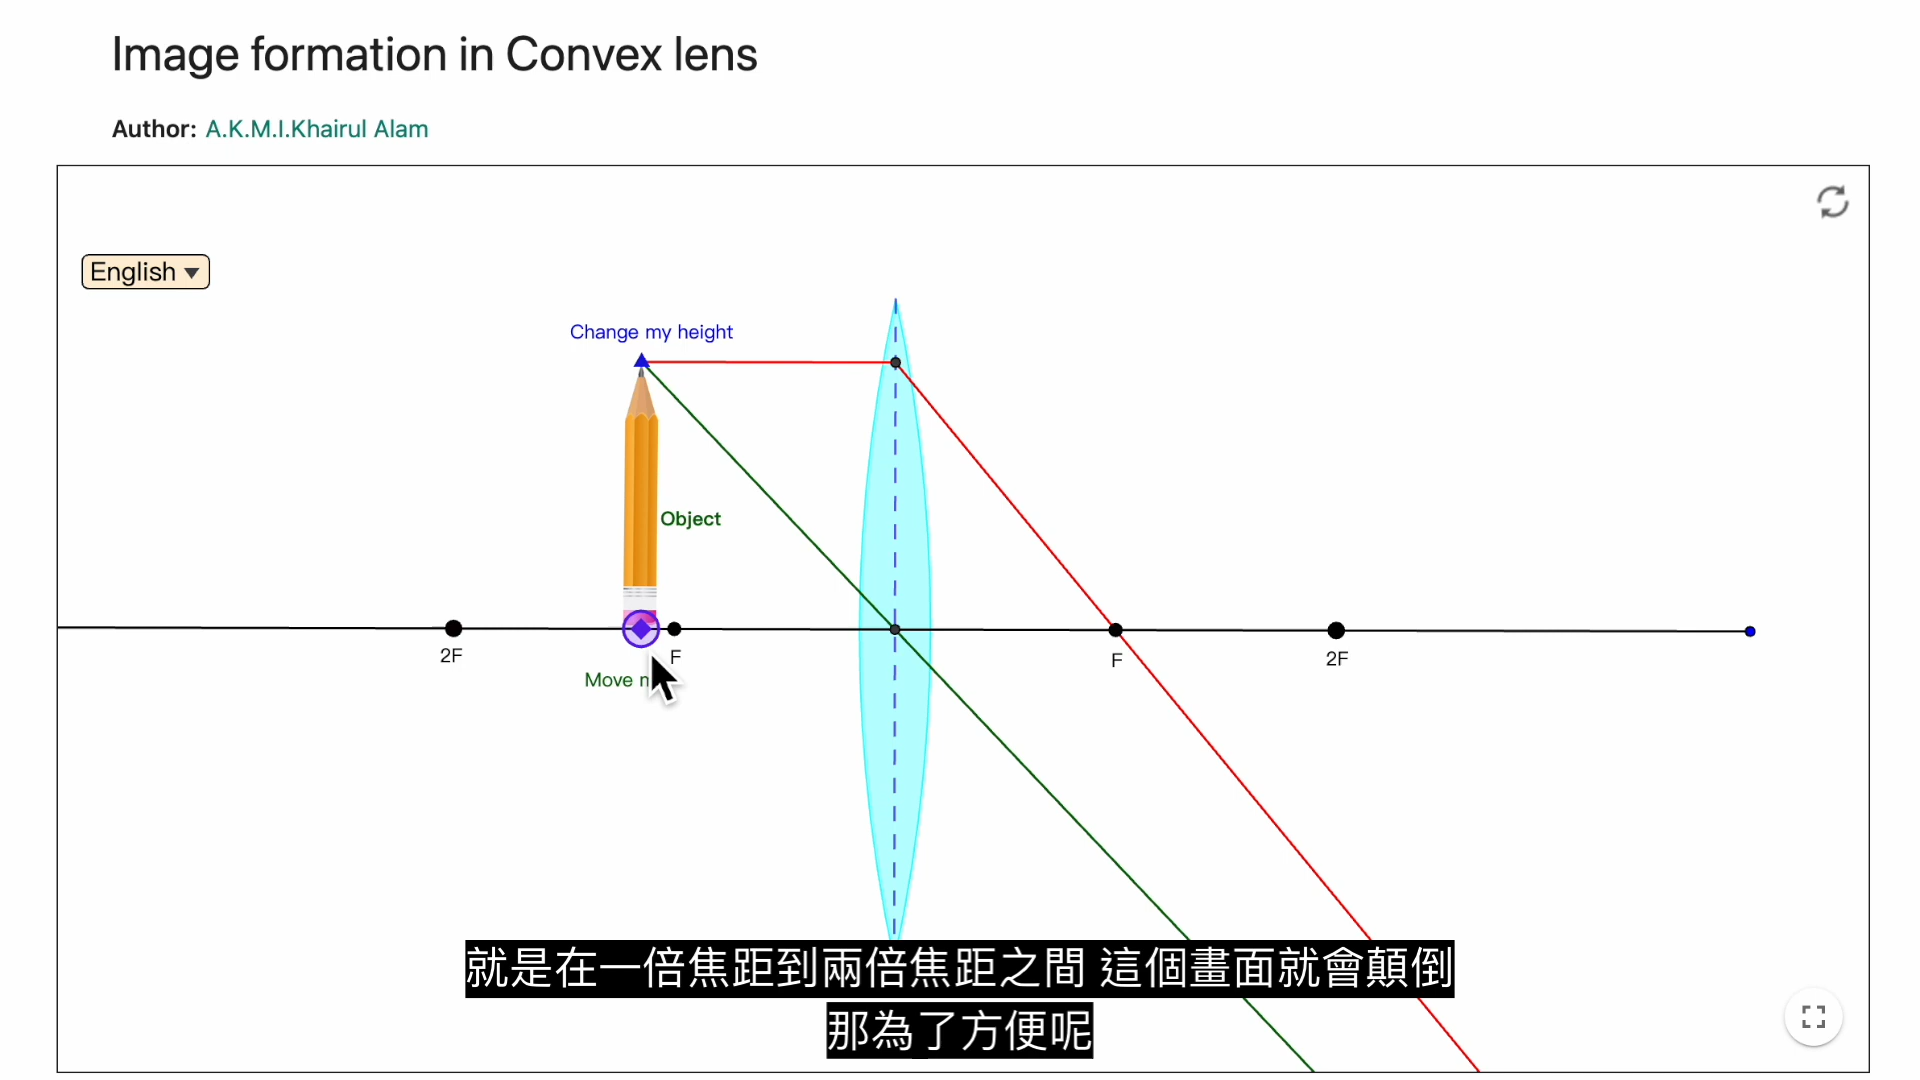 Image formation in Convex lens
Author: A.K.M.I.Khairul Alam
English
Change my height
Object
2F
F
F
2F
Move
就是在一倍焦距到兩倍焦距之間 這個畫面就會顛倒
那為了方便呢